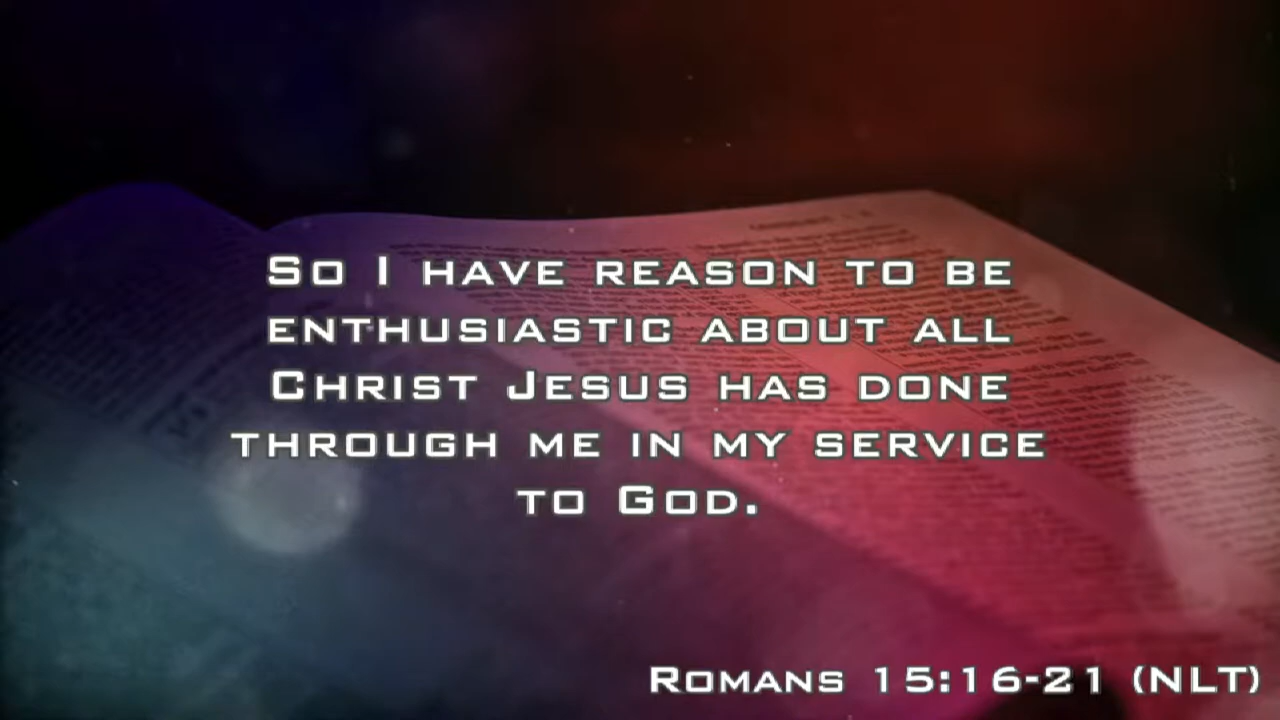 So I have reason to be
enthusiastic about all
Christ Jesus has done
through me in my service
to God.
Romans 15:16-21 (NLT)